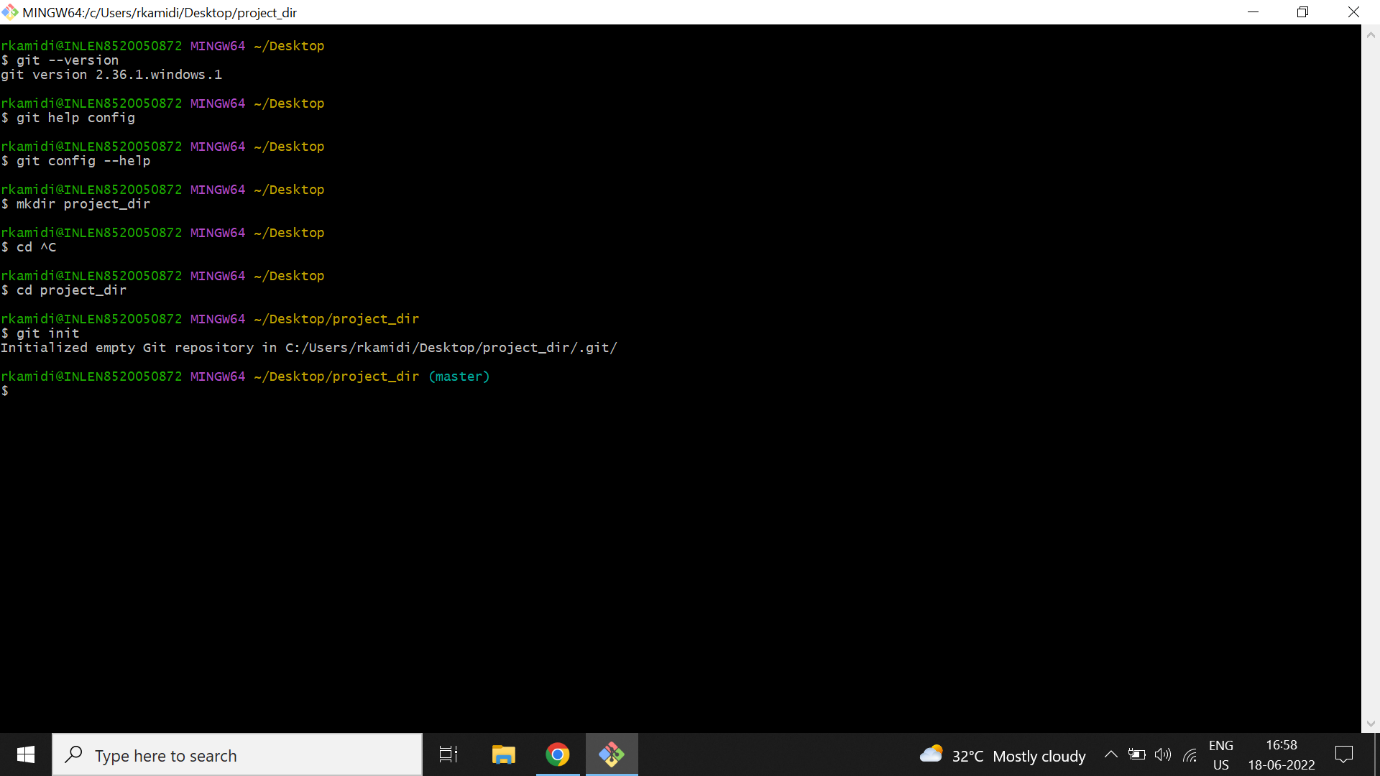 MINGW64:/c/Users/rkamidi/Desktop/project_dir
rkamidi@INLEN8520050872 MINGW64 ~/Desktop
$ git --version
git version 2.36.1.windows.1
rkamidi@INLEN8520050872 MINGW64 ~/Desktop
$ git help config
rkamidi@INLEN8520050872 MINGW64 ~/Desktop
$ git config --help
rkamidi@INLEN8520050872 MINGW64 ~/Desktop
$ mkdir project_dir
rkamidi@INLEN8520050872 MINGW64 ~/Desktop
$ cd ^C
rkamidi@INLEN8520050872 MINGW64 ~/Desktop
$ cd project_dir
rkamidi@INLEN8520050872 MINGW64 ~/Desktop/project_dir
$ git init
Initialized empty Git repository in C:/Users/rkamidi/Desktop/project_dir/.git/
rkamidi@INLEN8520050872 MINGW64 ~/Desktop/project_dir (master)
$
Type here to search
32°C Mostly cloudy
ENG
US
16:58
18-06-2022